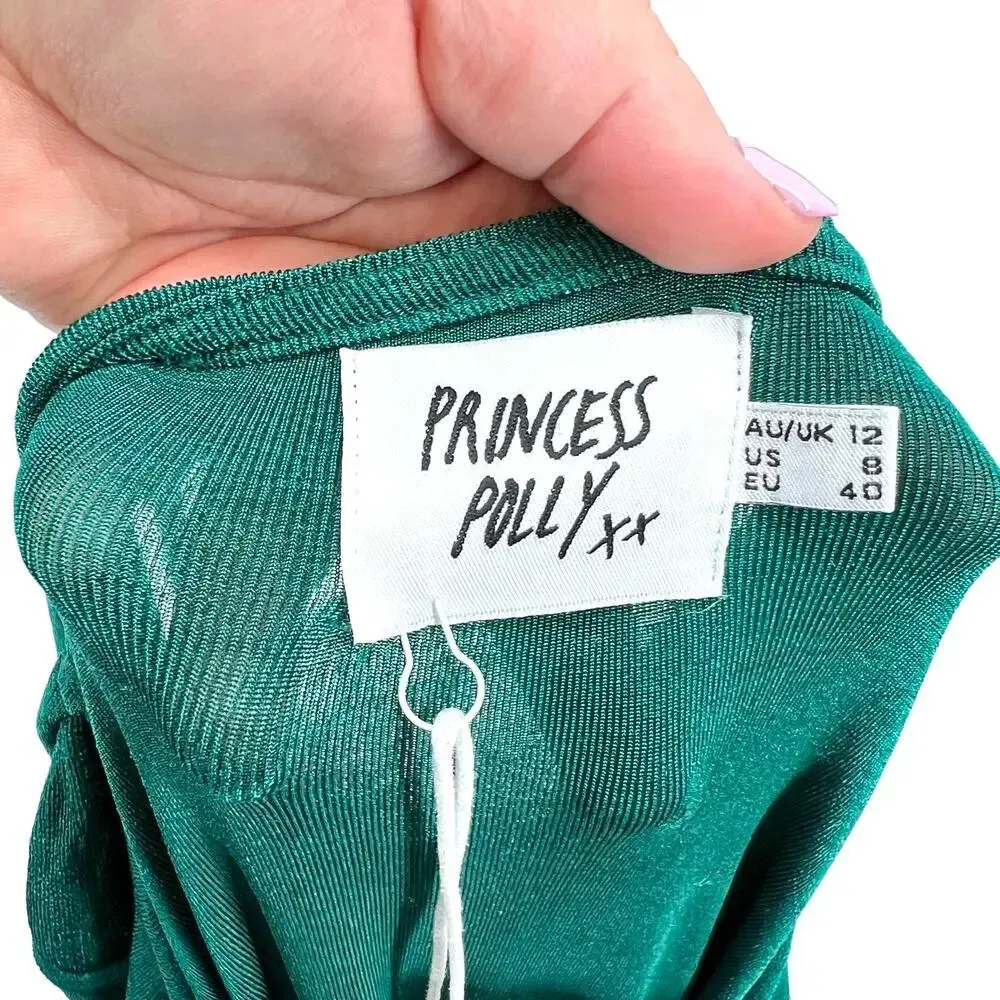 PRINCESS
POLLY xx
AU/UK 12
US 8
EU 40